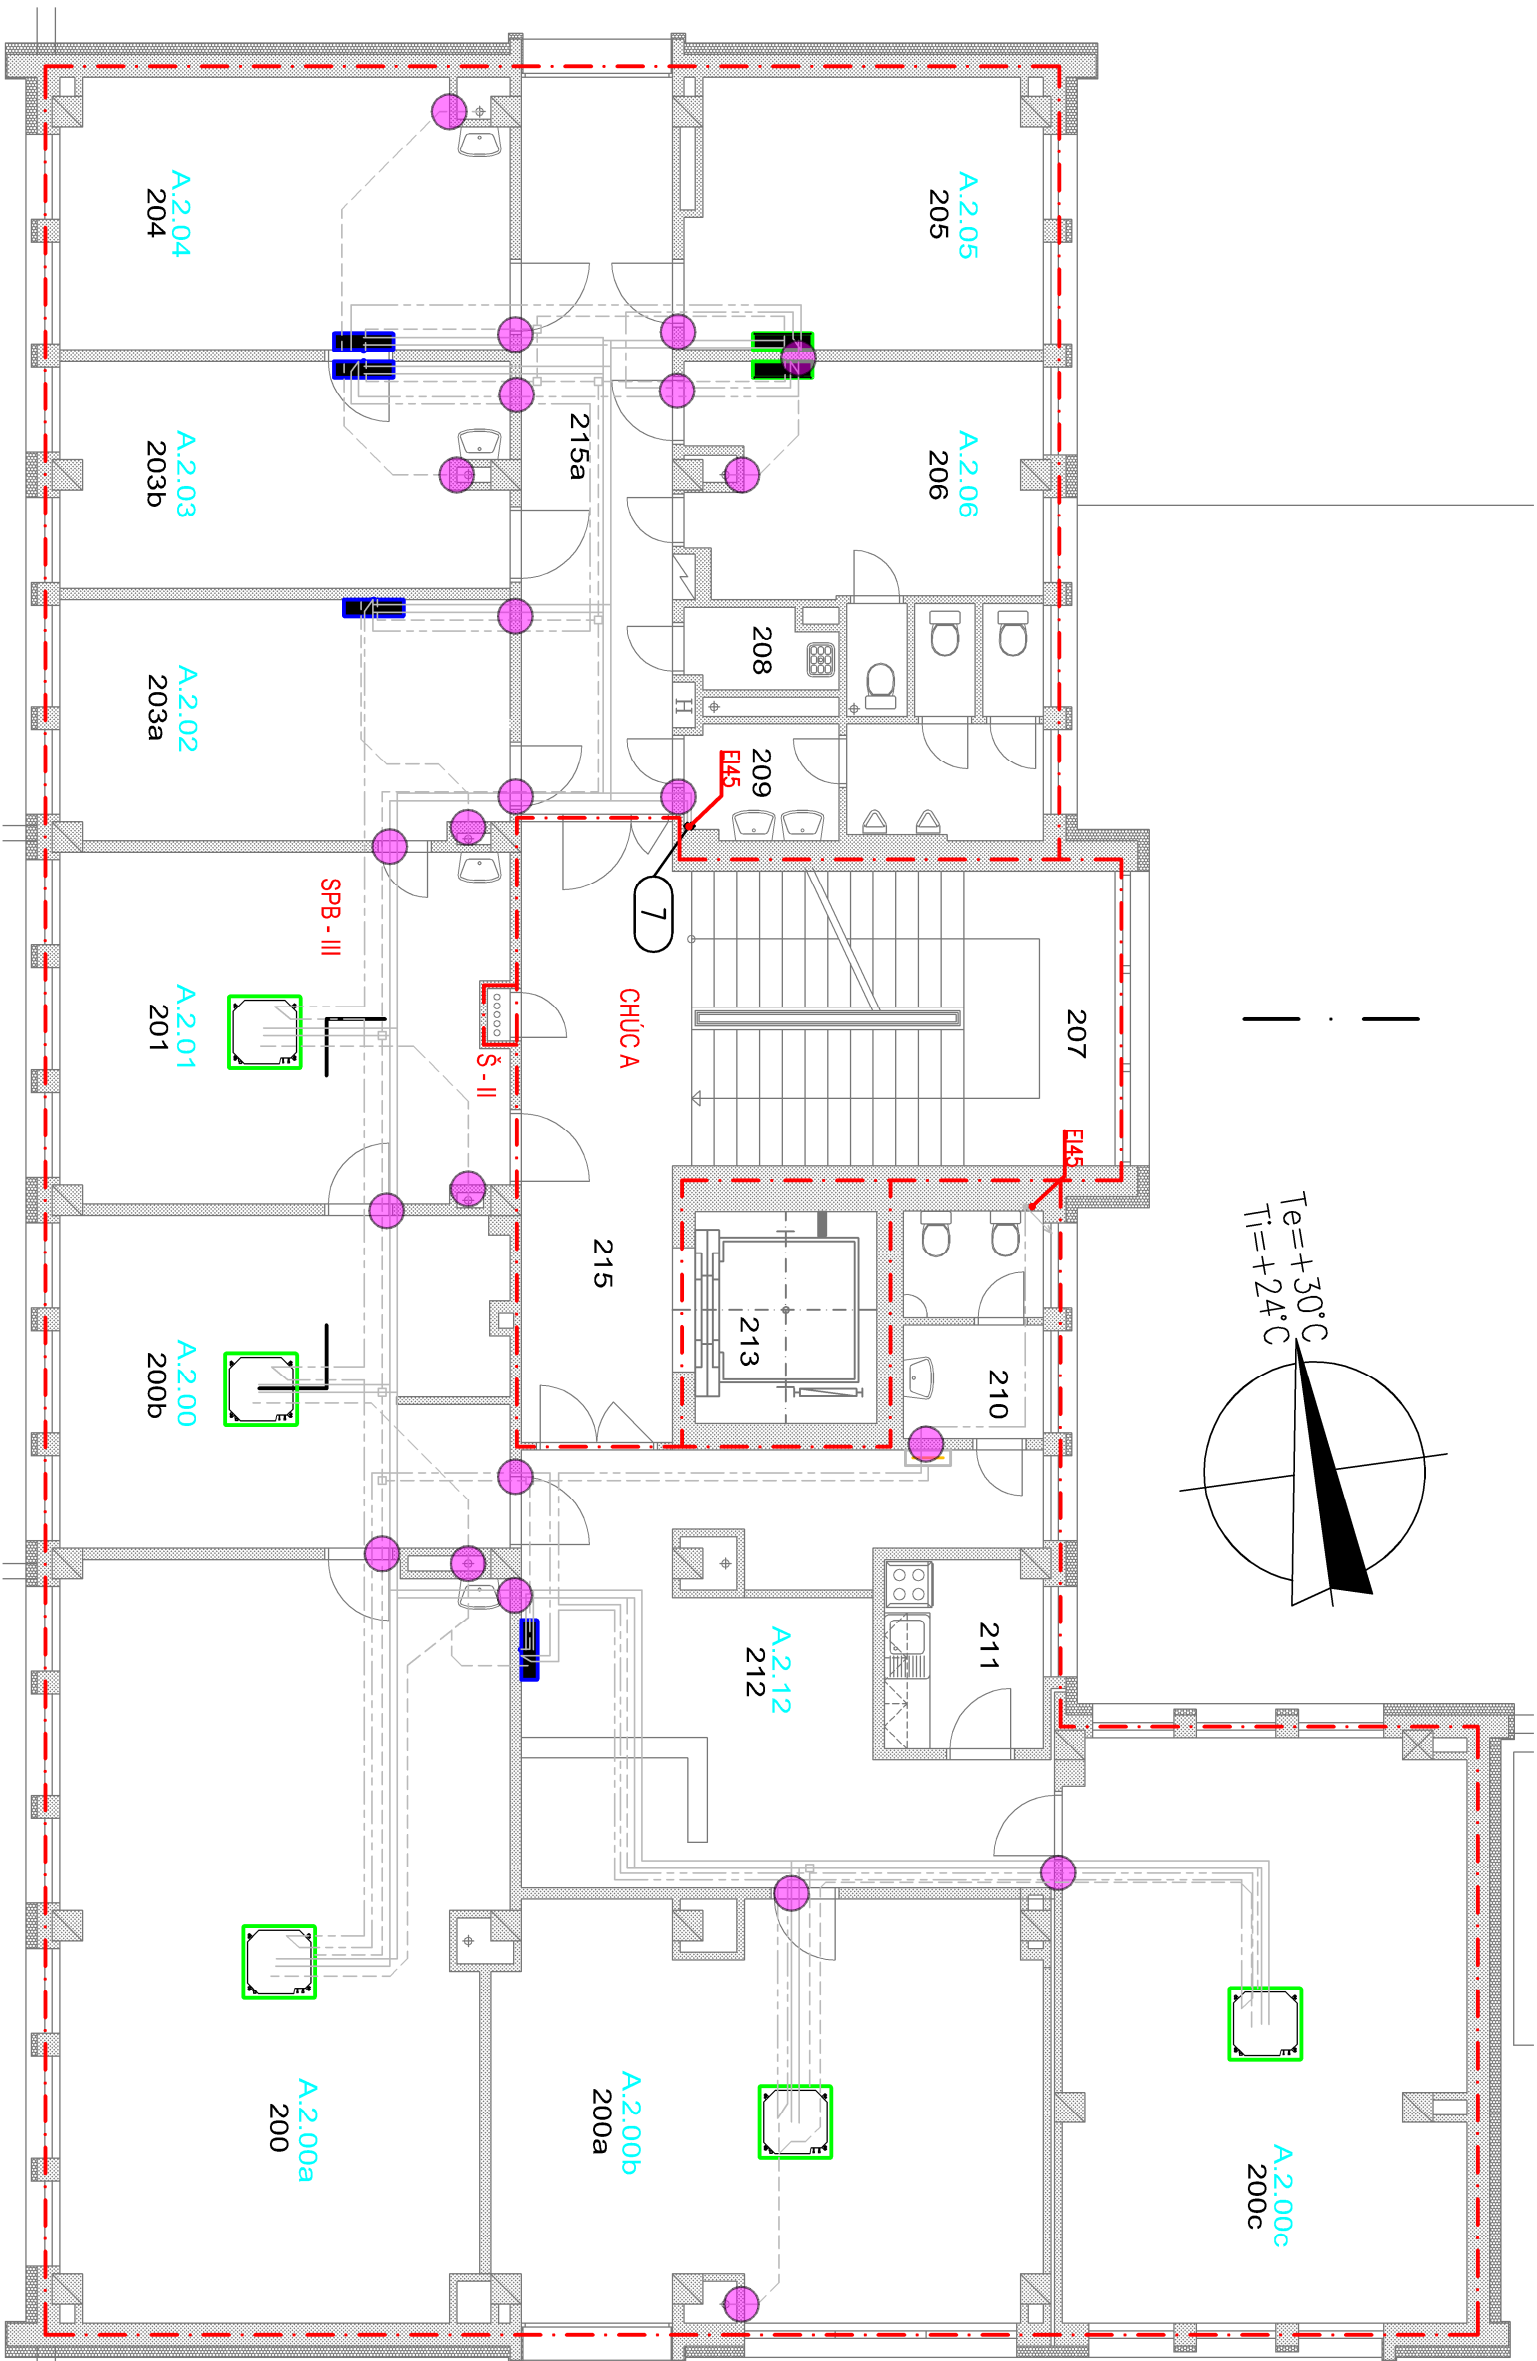 A.2.05
205
A.2.04
204
A.2.06
206
215a
A.2.03
203b
208
H
A.2.02
203a
209
EI45
7
SPB - III
CHÚC A
207
A.2.01
201
Š - II
EI45
Te=+30°C
Ti=+24°C
215
213
210
A.2.00
200b
211
A.2.12
212
A.2.00a
200
A.2.00b
200a
A.2.00c
200c